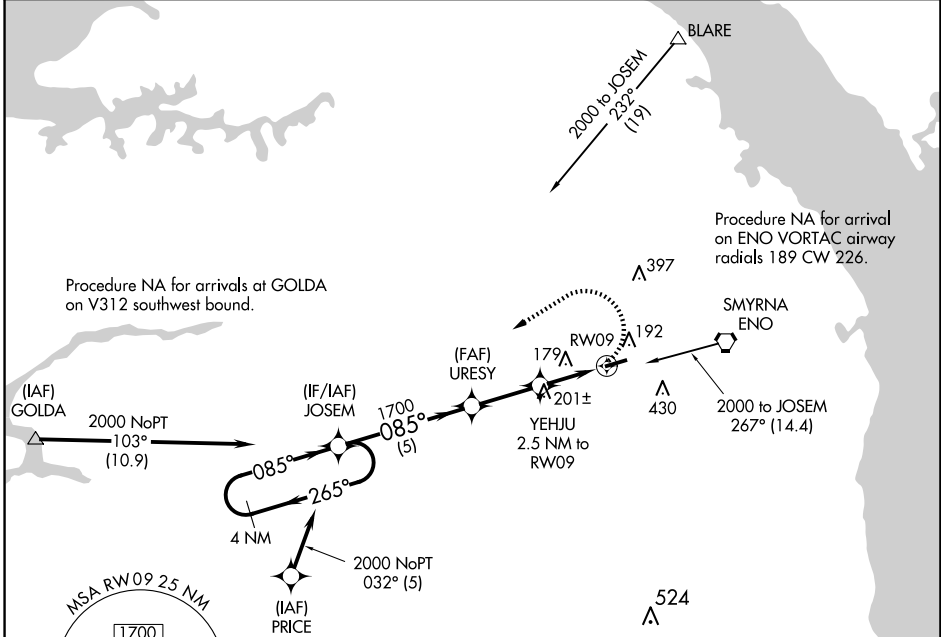 BLARE
2000 to JOSEM
232°
(19)
Procedure NA for arrival
on ENO VORTAC airway
radials 189 CW 226.
397
Procedure NA for arrivals at GOLDA
on V312 southwest bound.
SMYRNA
ENO
(FAF)
URESY
179
RW09
192
(IAF)
GOLDA
(IF/IAF)
JOSEM
2000 NoPT
103°
(10.9)
1700
085°
(5)
201±
YEHJU
2.5 NM to
RW09
430
2000 to JOSEM
267° (14.4)
085°
265°
4 NM
2000 NoPT
032° (5)
(IAF)
PRICE
MSA RW09 25 NM
1700
524